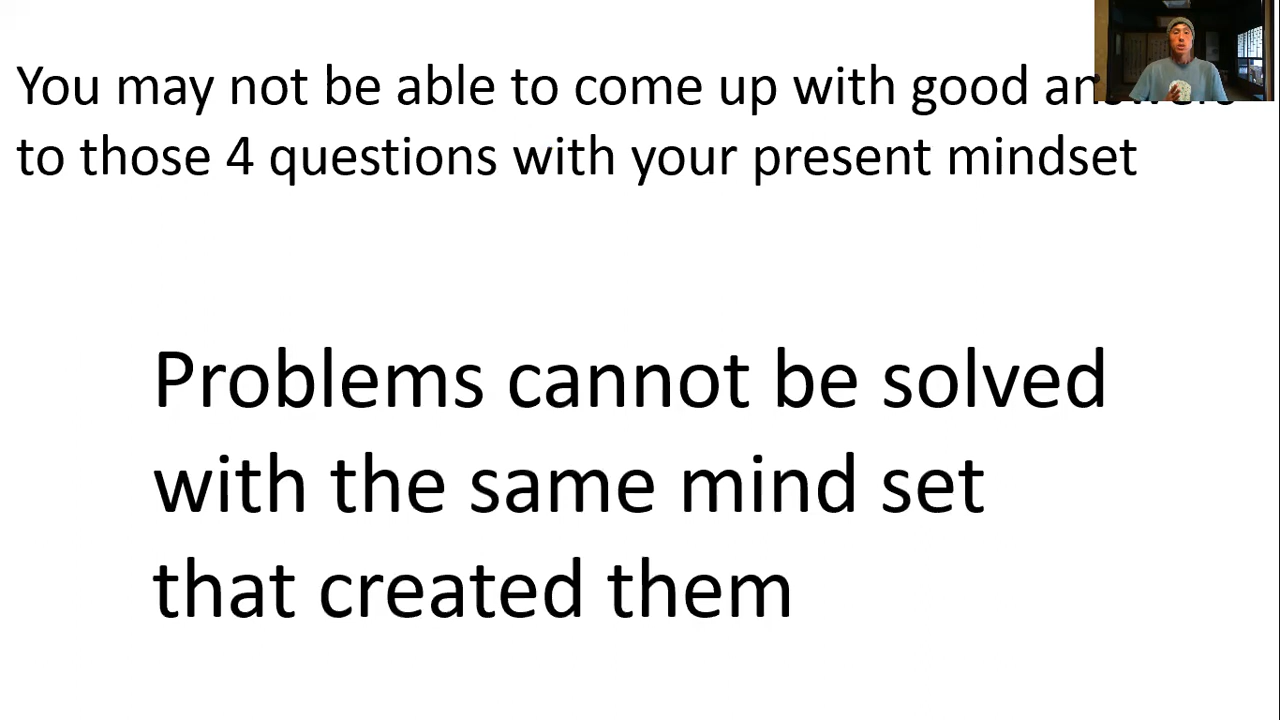 You may not be able to come up with good
to those 4 questions with your present mindset
Problems cannot be solved
with the same mind set
that created them